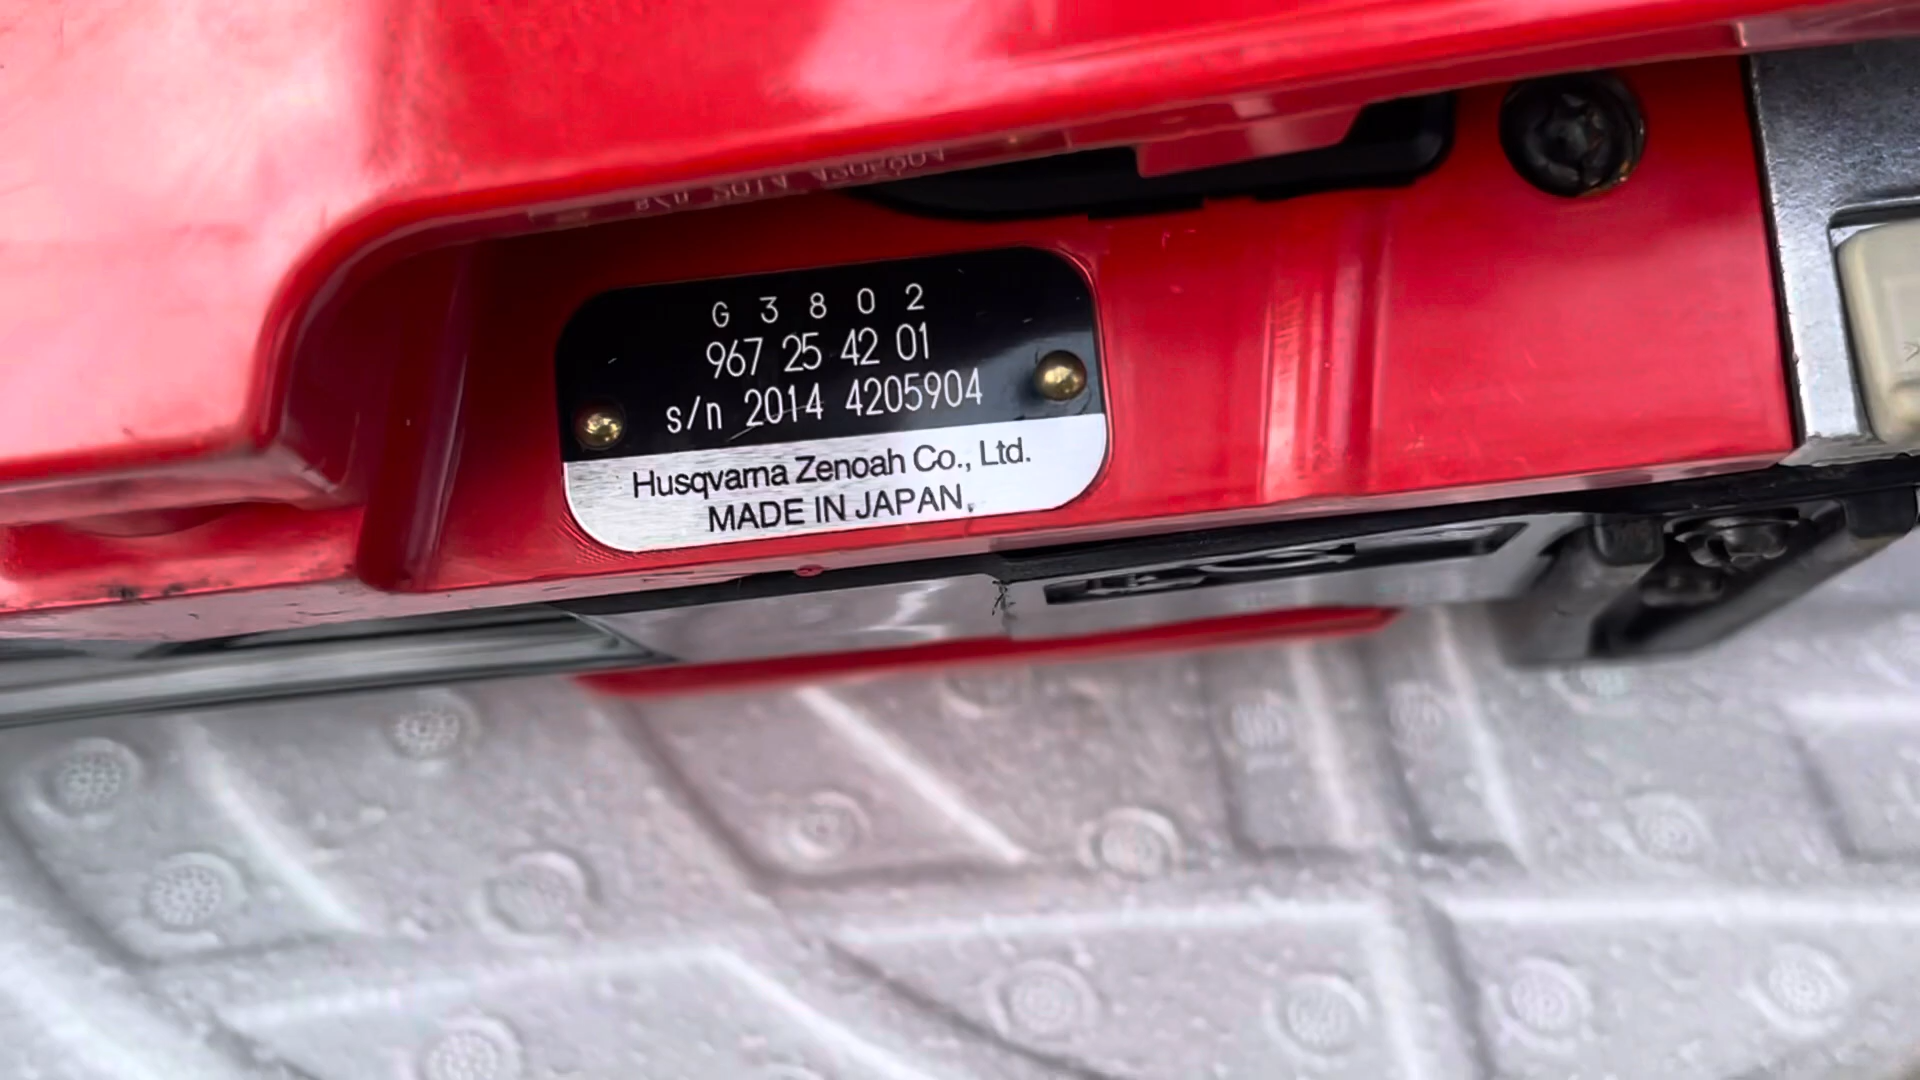 G 3 8 0 2
967 25 42 01
s/n 2014 4205904
Husqvarna Zenoah Co., Ltd.
MADE IN JAPAN.